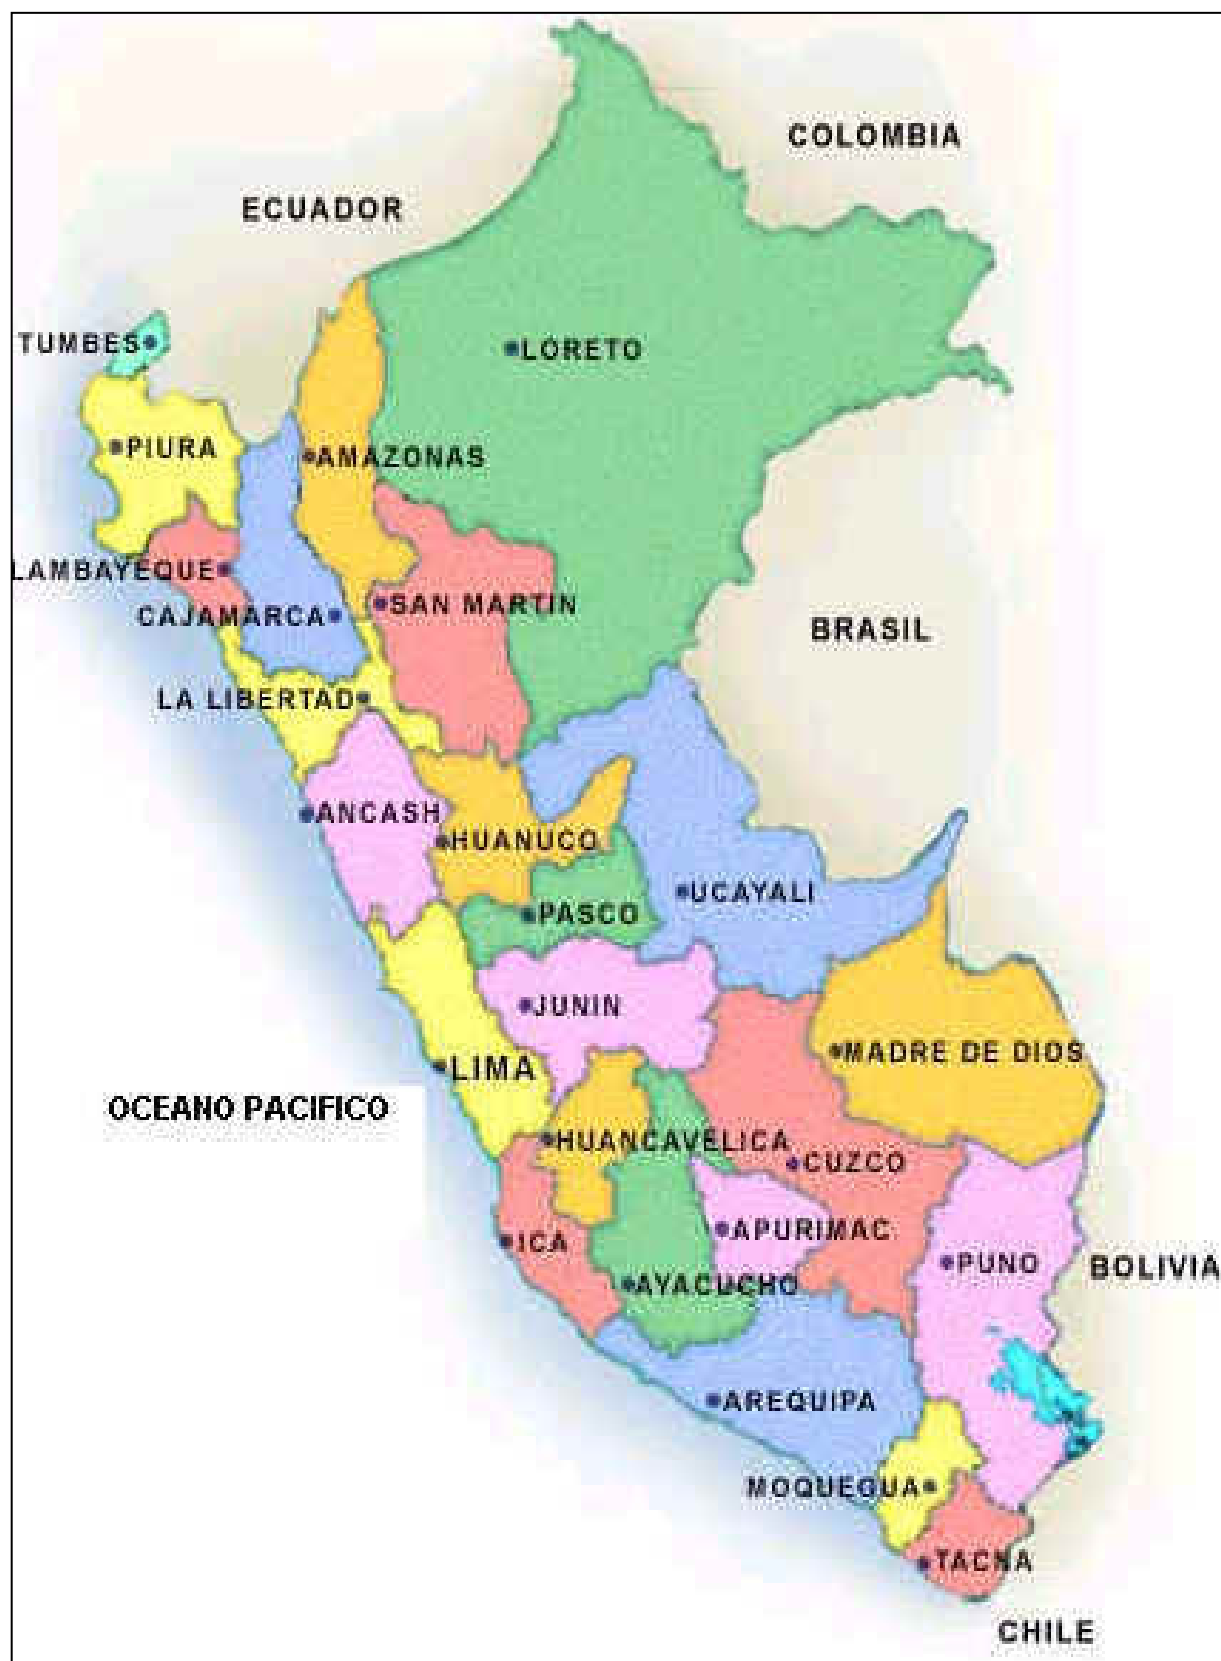 COLOMBIA
ECUADOR
TUMBES
LORETO
PIURA
AMAZONAS
LAMBAYEQUE
SAN MARTIN
CAJAMARCA
BRASIL
LA LIBERTAD
ANCASH
HUANUCO
UCAYALI
PASCO
JUNIN
MADRE DE DIOS
LIMA
OCEANO PACIFICO
HUANCAVELICA
CUZCO
APURIMAC
ICA
PUNO
BOLIVIA
AYACUCHO
AREQUIPA
MOQUEGUA
TACNA
CHILE